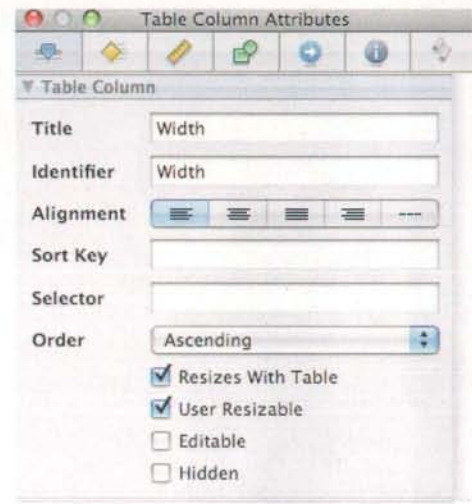 Table Column Attributes
Table Column
Title Width
Identifier Width
Alignment
Sort Key
Selector
Order Ascending
Resizes With Table
User Resizable
Editable
Hidden